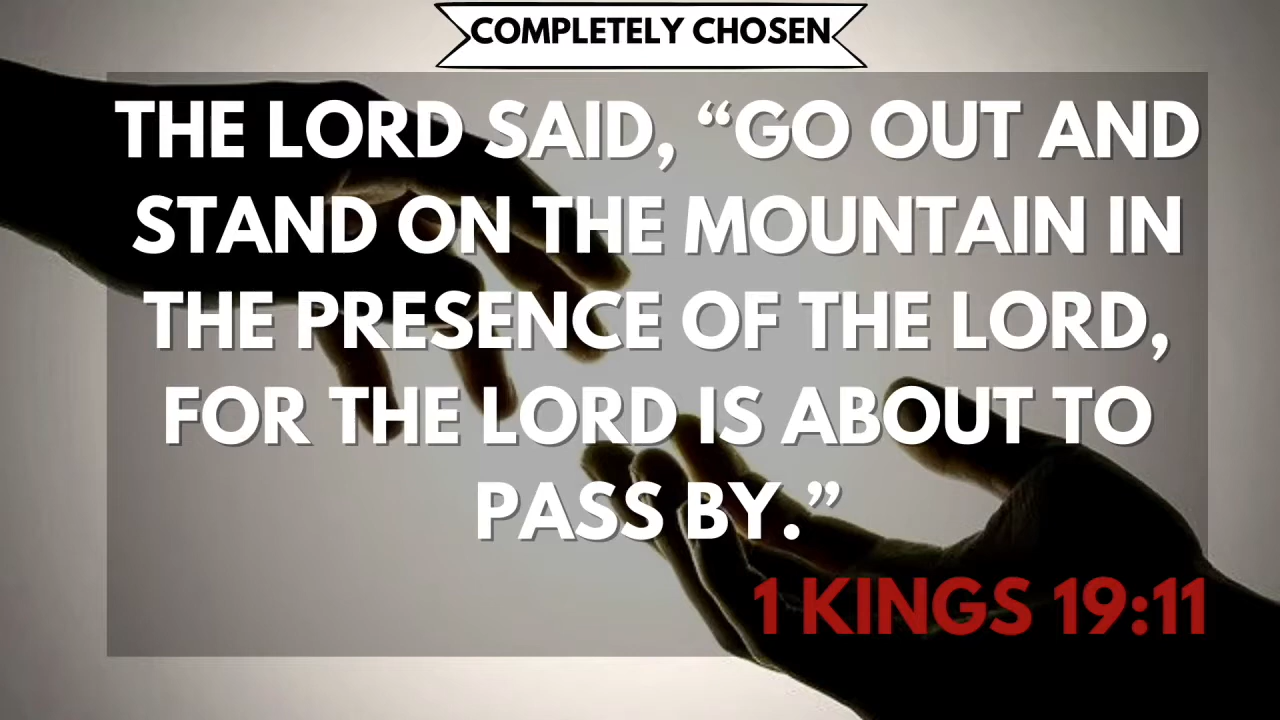 COMPLETELY CHOSEN
THE LORD SAID, “GO OUT AND
STAND ON THE MOUNTAIN IN
THE PRESENCE OF THE LORD,
FOR THE LORD IS ABOUT TO
PASS BY.”
1 KINGS 19:11